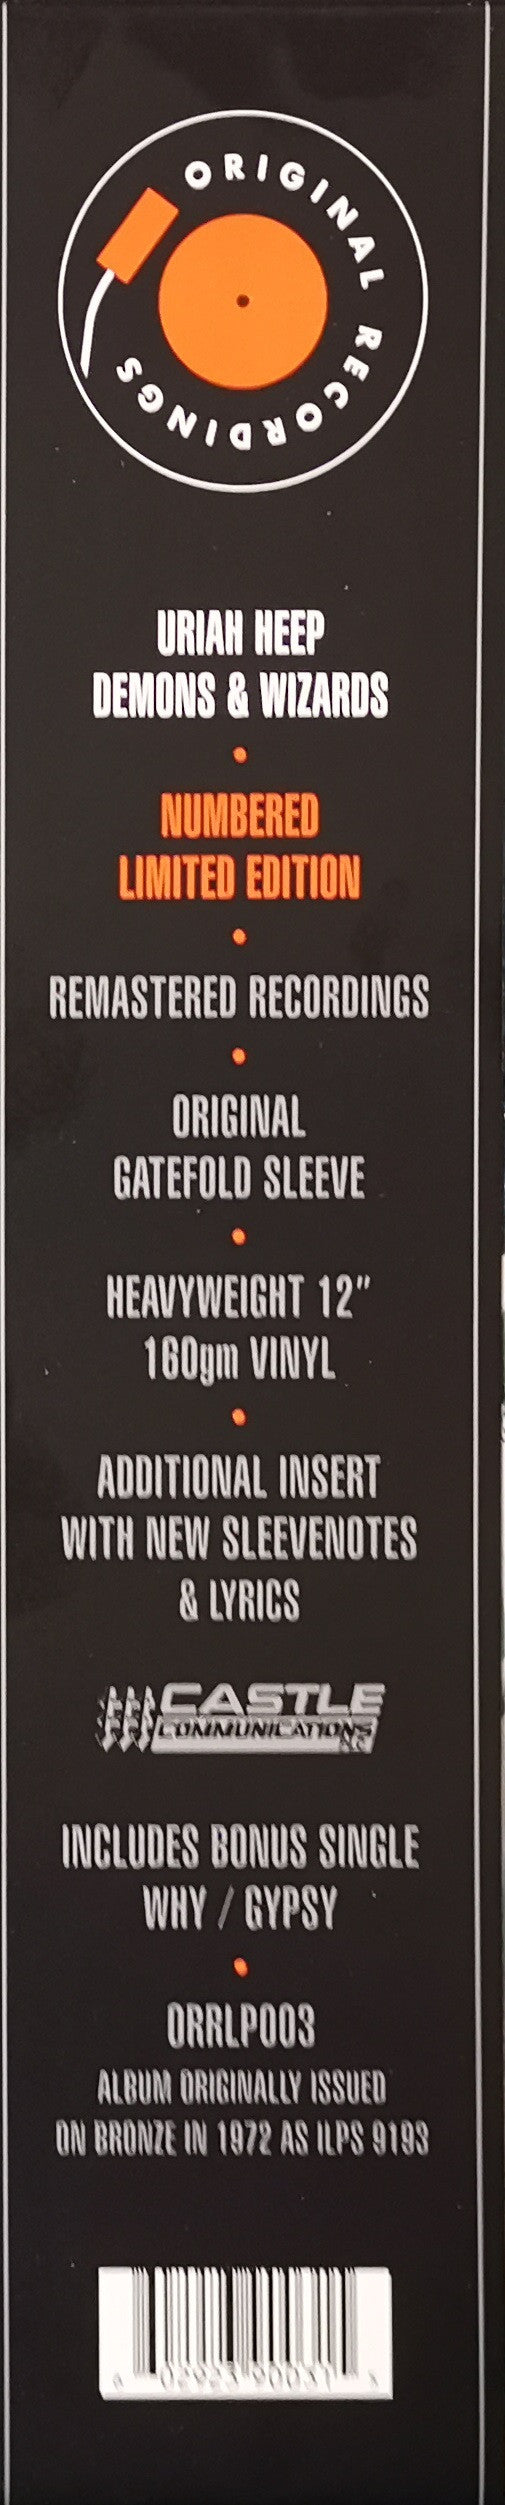 ORIGINAL RECORDINGS
URIAH HEEP
DEMONS & WIZARDS
NUMBERED
LIMITED EDITION
REMASTERED RECORDINGS
ORIGINAL
GATEFOLD SLEEVE
HEAVYWEIGHT 12"
160gm VINYL
ADDITIONAL INSERT
WITH NEW SLEEVENOTES
& LYRICS
CASTLE
COMMUNICATIONS
INCLUDES BONUS SINGLE
WHY / GYPSY
ORRLP003
ALBUM ORIGINALLY ISSUED
ON BRONZE IN 1972 AS ILPS 9193